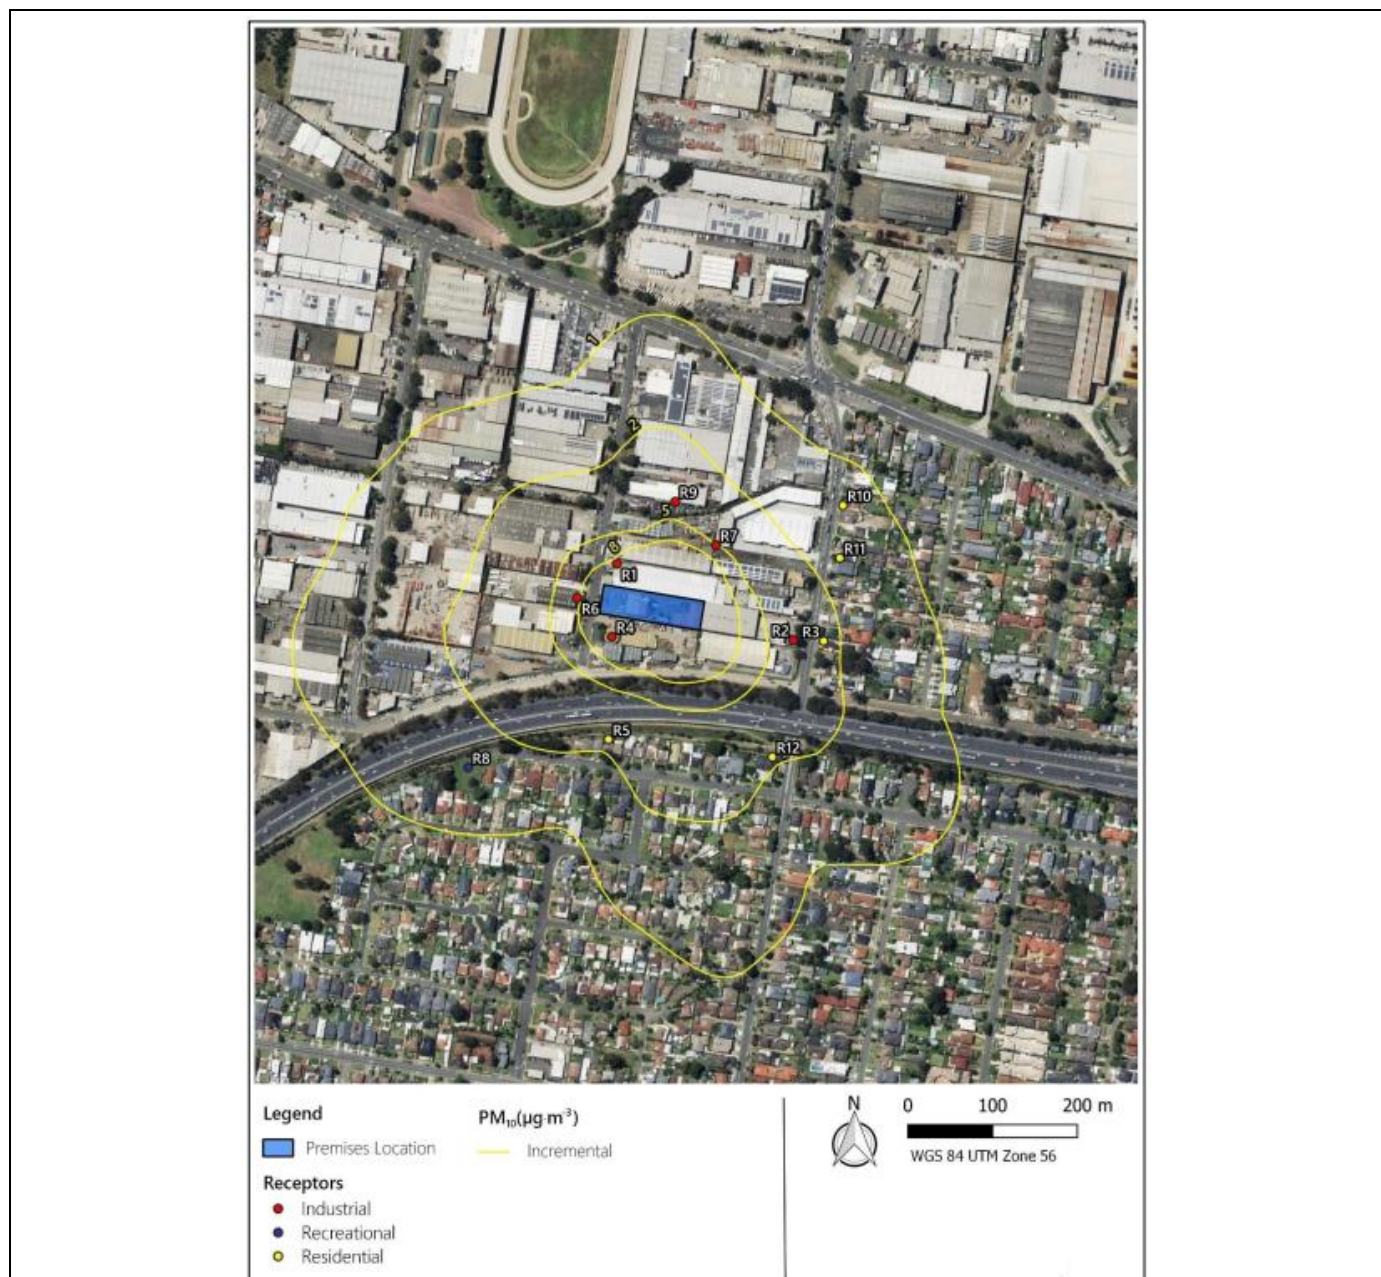 1
2
R9
R10
5
R7
R11
6
R1
R6
R4
R2
R3
R5
R12
R8
Legend
PM₁₀(µg·m⁻³)
N
0 100 200 m
Premises Location
Incremental
WGS 84 UTM Zone 56
Receptors
Industrial
Recreational
Residential